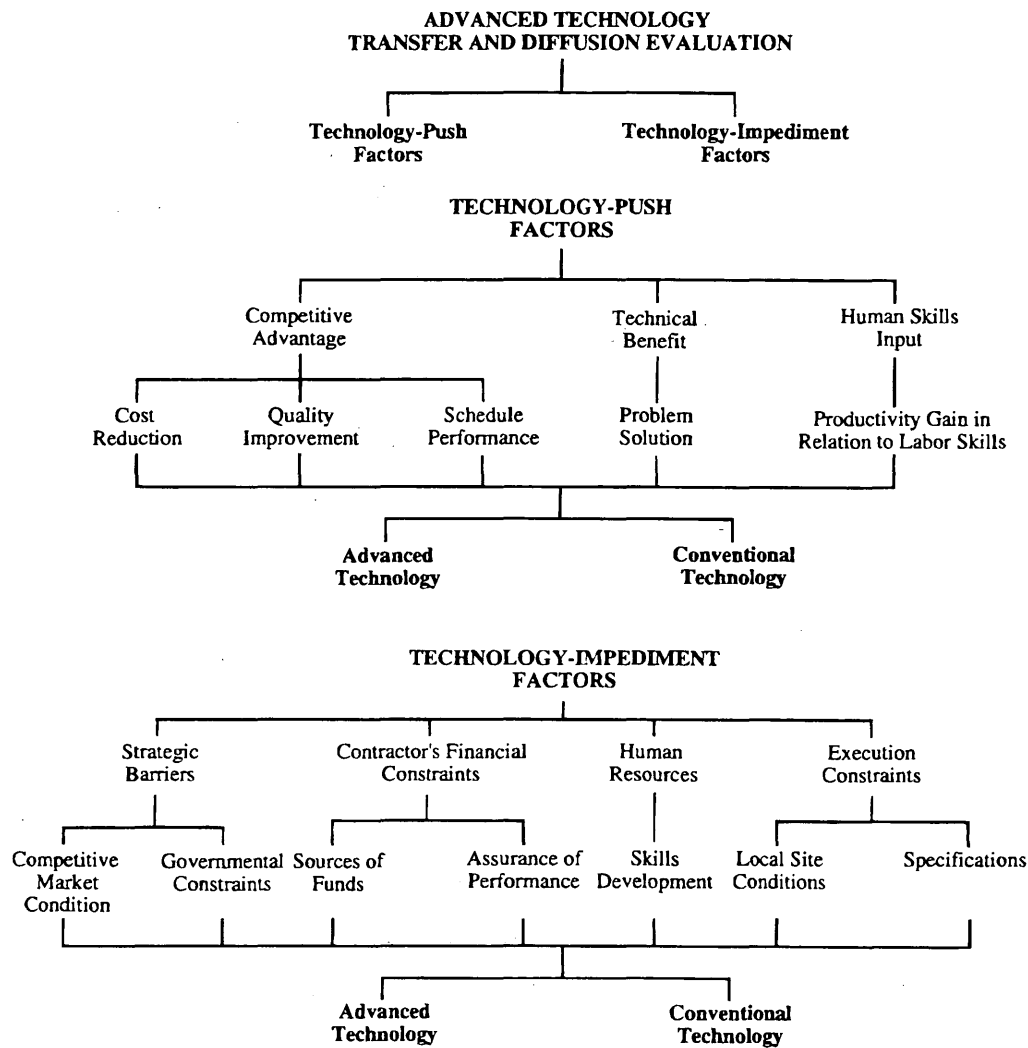 ADVANCED TECHNOLOGY
TRANSFER AND DIFFUSION EVALUATION
Technology-Push
Factors
Technology-Impediment
Factors
TECHNOLOGY-PUSH
FACTORS
Competitive
Advantage
Technical
Benefit
Human Skills
Input
Cost
Reduction
Quality
Improvement
Schedule
Performance
Problem
Solution
Productivity Gain in
Relation to Labor Skills
Advanced
Technology
Conventional
Technology
TECHNOLOGY-IMPEDIMENT
FACTORS
Strategic
Barriers
Contractor's Financial
Constraints
Human
Resources
Execution
Constraints
Competitive
Market
Condition
Governmental
Constraints
Sources of
Funds
Assurance of
Performance
Skills
Development
Local Site
Conditions
Specifications
Advanced
Technology
Conventional
Technology